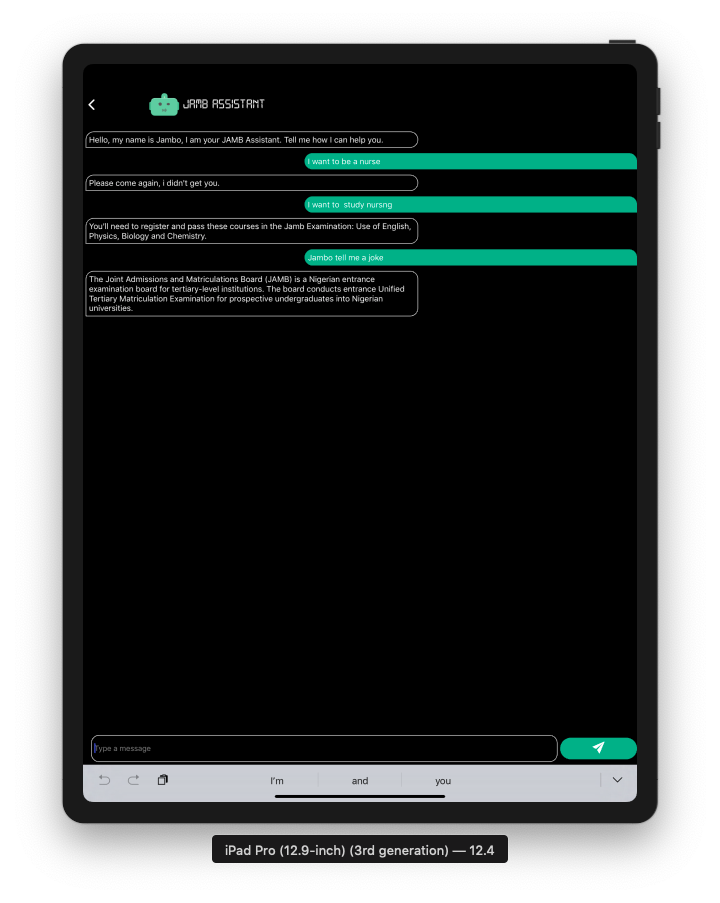 JAMB ASSISTANT
Hello, my name is Jambo, I am your JAMB Assistant. Tell me how I can help you.
I want to be a nurse
Please come again, i didn't get you.
I want to  study nursng
You'll need to register and pass these courses in the Jamb Examination: Use of English,
Physics, Biology and Chemistry.
Jambo tell me a joke
The Joint Admissions and Matriculations Board (JAMB) is a Nigerian entrance
examination board for tertiary-level institutions. The board conducts entrance Unified
Tertiary Matriculation Examination for prospective undergraduates into Nigerian
universities.
Type a message
I'm and you
iPad Pro (12.9-inch) (3rd generation) — 12.4